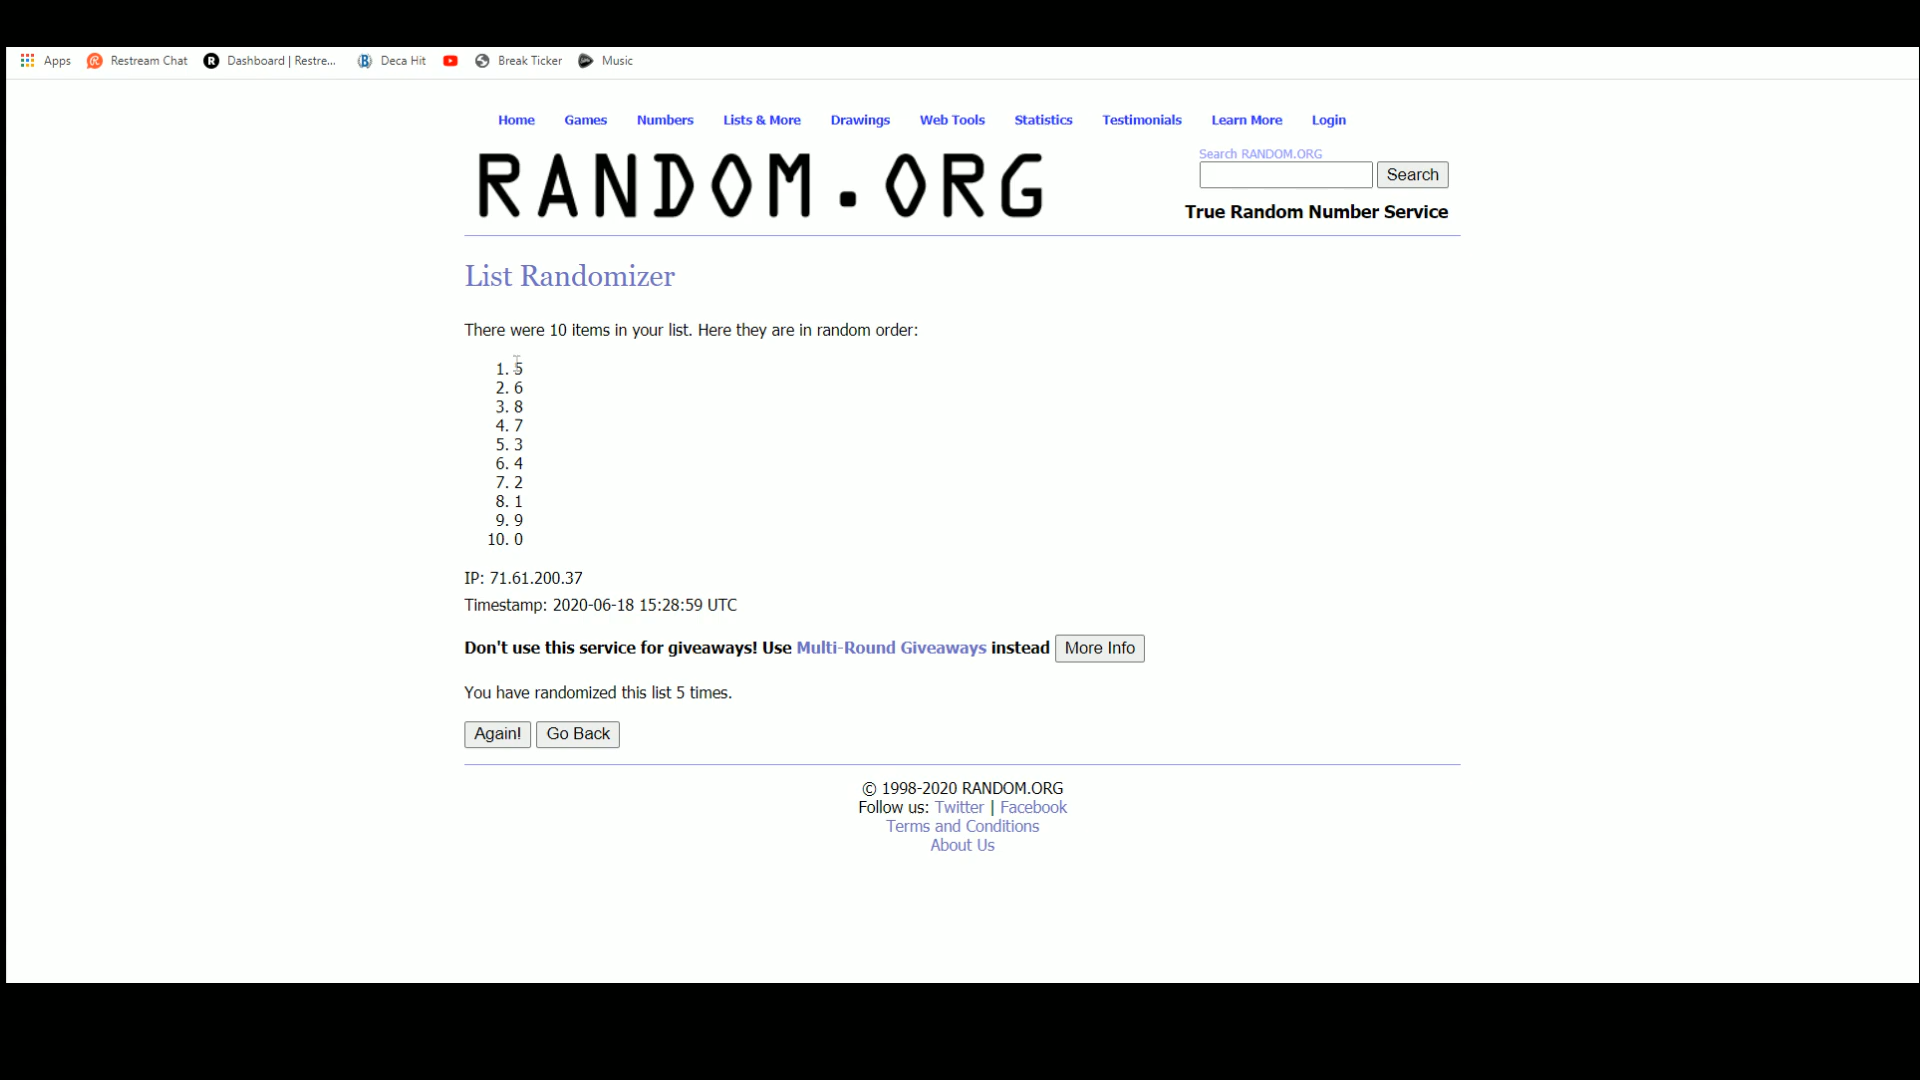 Apps Restream Chat Dashboard | Restre... Deca Hit Break Ticker Music
Home Games Numbers Lists & More Drawings Web Tools Statistics Testimonials Learn More Login
RANDOM.ORG
Search RANDOM.ORG
Search
True Random Number Service
List Randomizer
There were 10 items in your list. Here they are in random order:
1. 5
2. 6
3. 8
4. 7
5. 3
6. 4
7. 2
8. 1
9. 9
10. 0
IP: 71.61.200.37
Timestamp: 2020-06-18 15:28:59 UTC
Don't use this service for giveaways! Use Multi-Round Giveaways instead More Info
You have randomized this list 5 times.
Again! Go Back
© 1998-2020 RANDOM.ORG
Follow us: Twitter | Facebook
Terms and Conditions
About Us